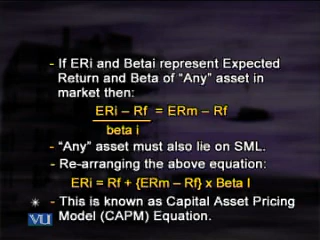 - If ERi and Betai represent Expected
Return and Beta of “Any” asset in
market then:
ERi – Rf = ERm – Rf
beta i
- “Any” asset must also lie on SML.
- Re-arranging the above equation:
ERi = Rf + {ERm – Rf} x Beta I
- This is known as Capital Asset Pricing
Model (CAPM) Equation.
VU